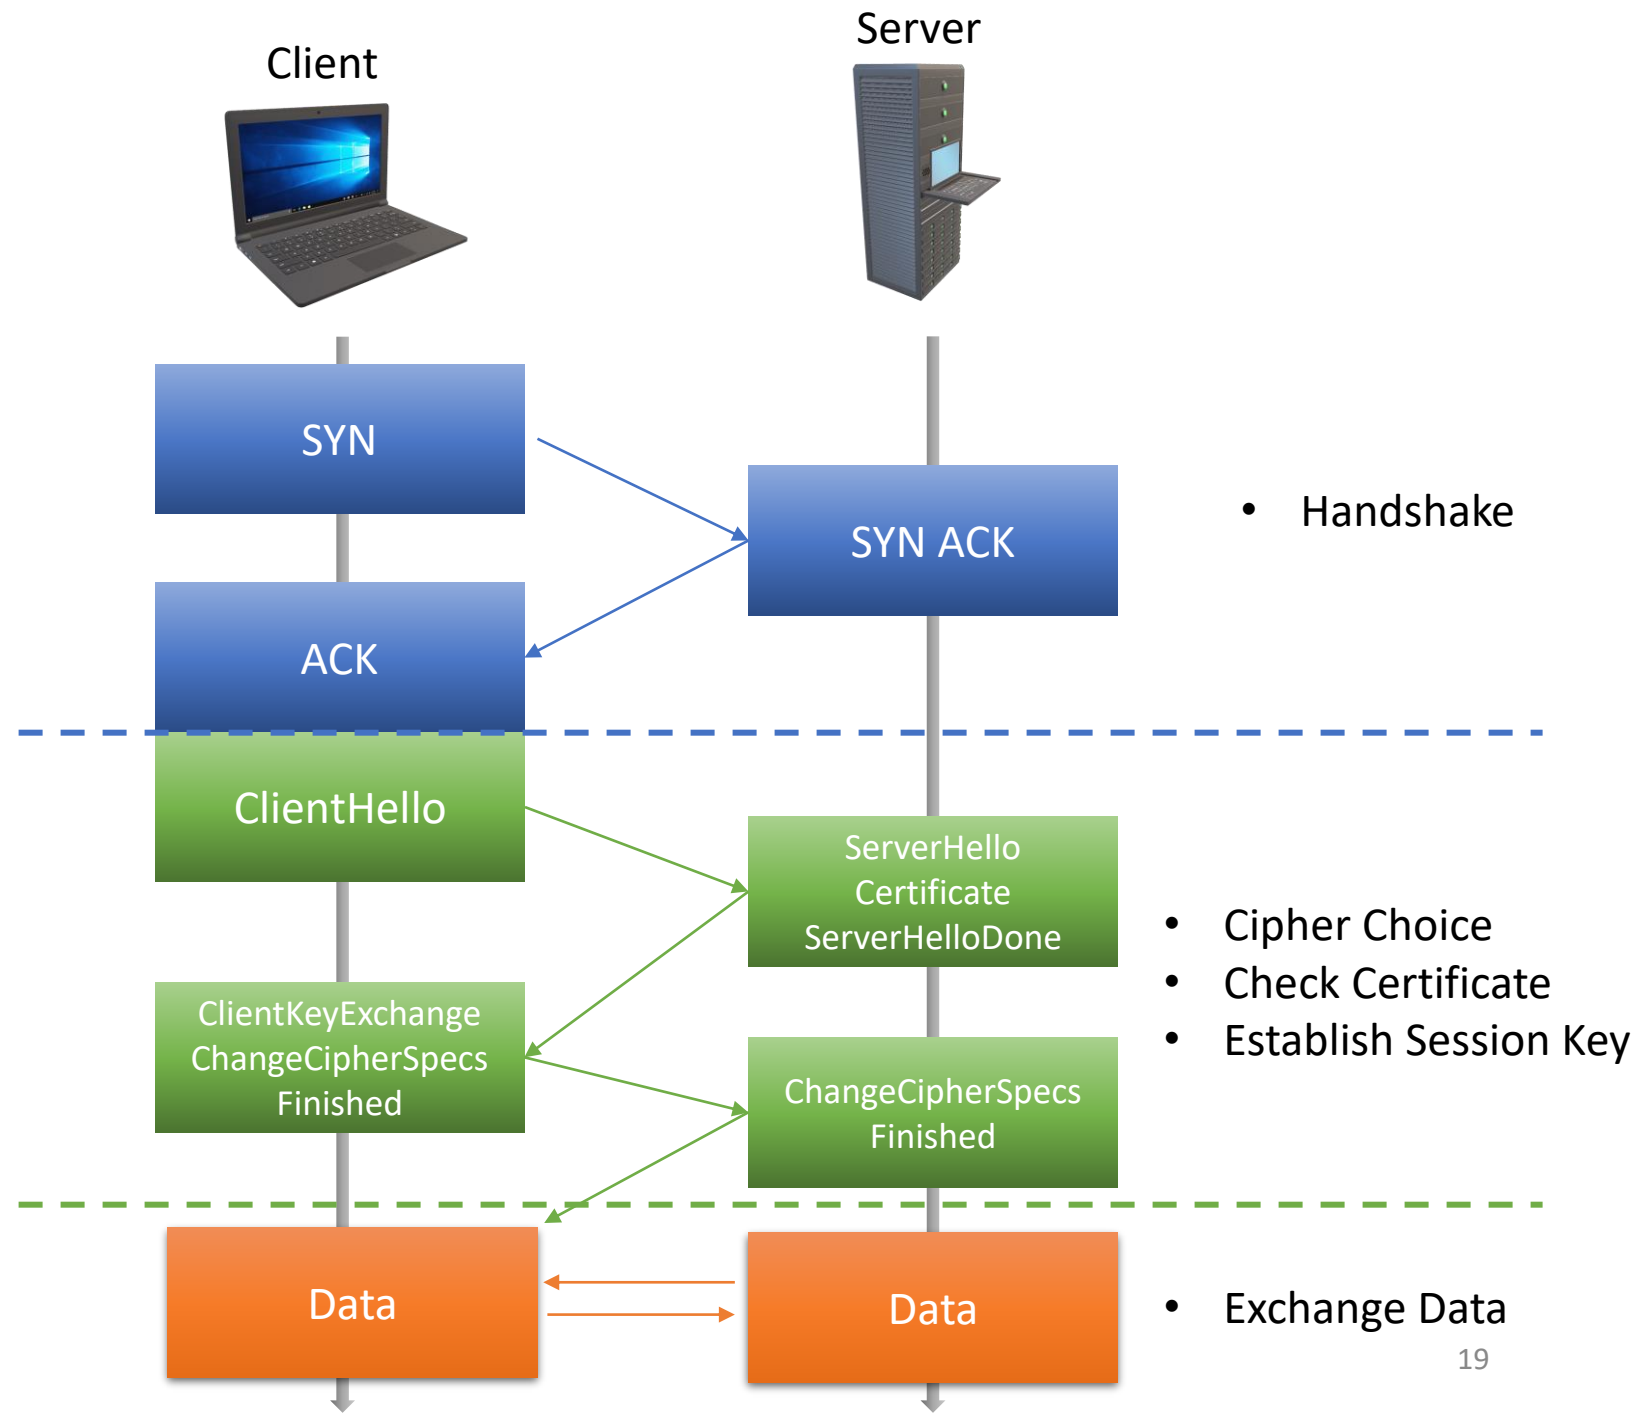 Server
Client
SYN
SYN ACK
• Handshake
ACK
ClientHello
ServerHello
Certificate
ServerHelloDone
• Cipher Choice
• Check Certificate
• Establish Session Key
ClientKeyExchange
ChangeCipherSpecs
Finished
ChangeCipherSpecs
Finished
Data
Data
• Exchange Data
19